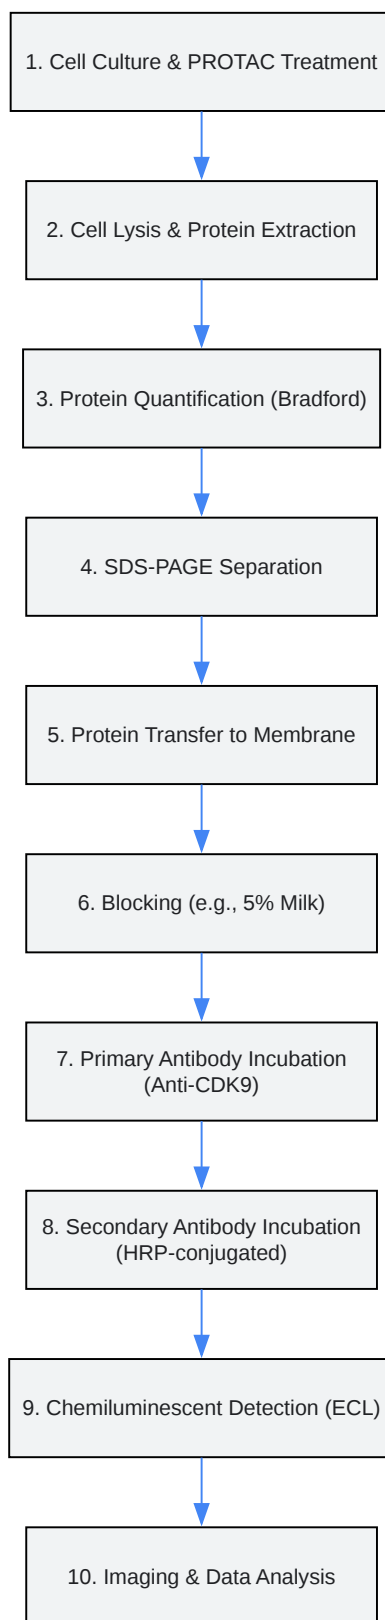 1. Cell Culture & PROTAC Treatment
2. Cell Lysis & Protein Extraction
3. Protein Quantification (Bradford)
4. SDS-PAGE Separation
5. Protein Transfer to Membrane
6. Blocking (e.g., 5% Milk)
7. Primary Antibody Incubation
(Anti-CDK9)
8. Secondary Antibody Incubation
(HRP-conjugated)
9. Chemiluminescent Detection (ECL)
10. Imaging & Data Analysis